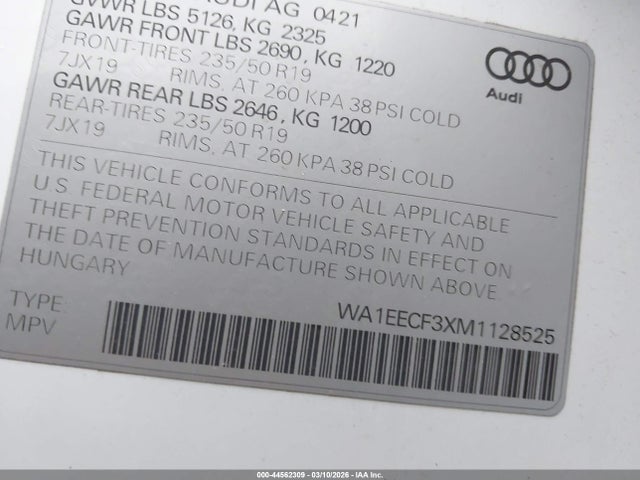 AUDI AG 0421
GVWR LBS 5126, KG 2325
GAWR FRONT LBS 2690, KG 1220
FRONT-TIRES 235/50 R19
7JX19 RIMS, AT 260 KPA 38 PSI COLD
GAWR REAR LBS 2646, KG 1200
REAR-TIRES 235/50 R19
7JX19 RIMS, AT 260 KPA 38 PSI COLD
Audi
THIS VEHICLE CONFORMS TO ALL APPLICABLE
U.S. FEDERAL MOTOR VEHICLE SAFETY AND
THEFT PREVENTION STANDARDS IN EFFECT ON
THE DATE OF MANUFACTURE SHOWN ABOVE
HUNGARY
WA1EECF3XM1128525
TYPE:
MPV
000-44562309 - 03/10/2026 - IAA Inc.